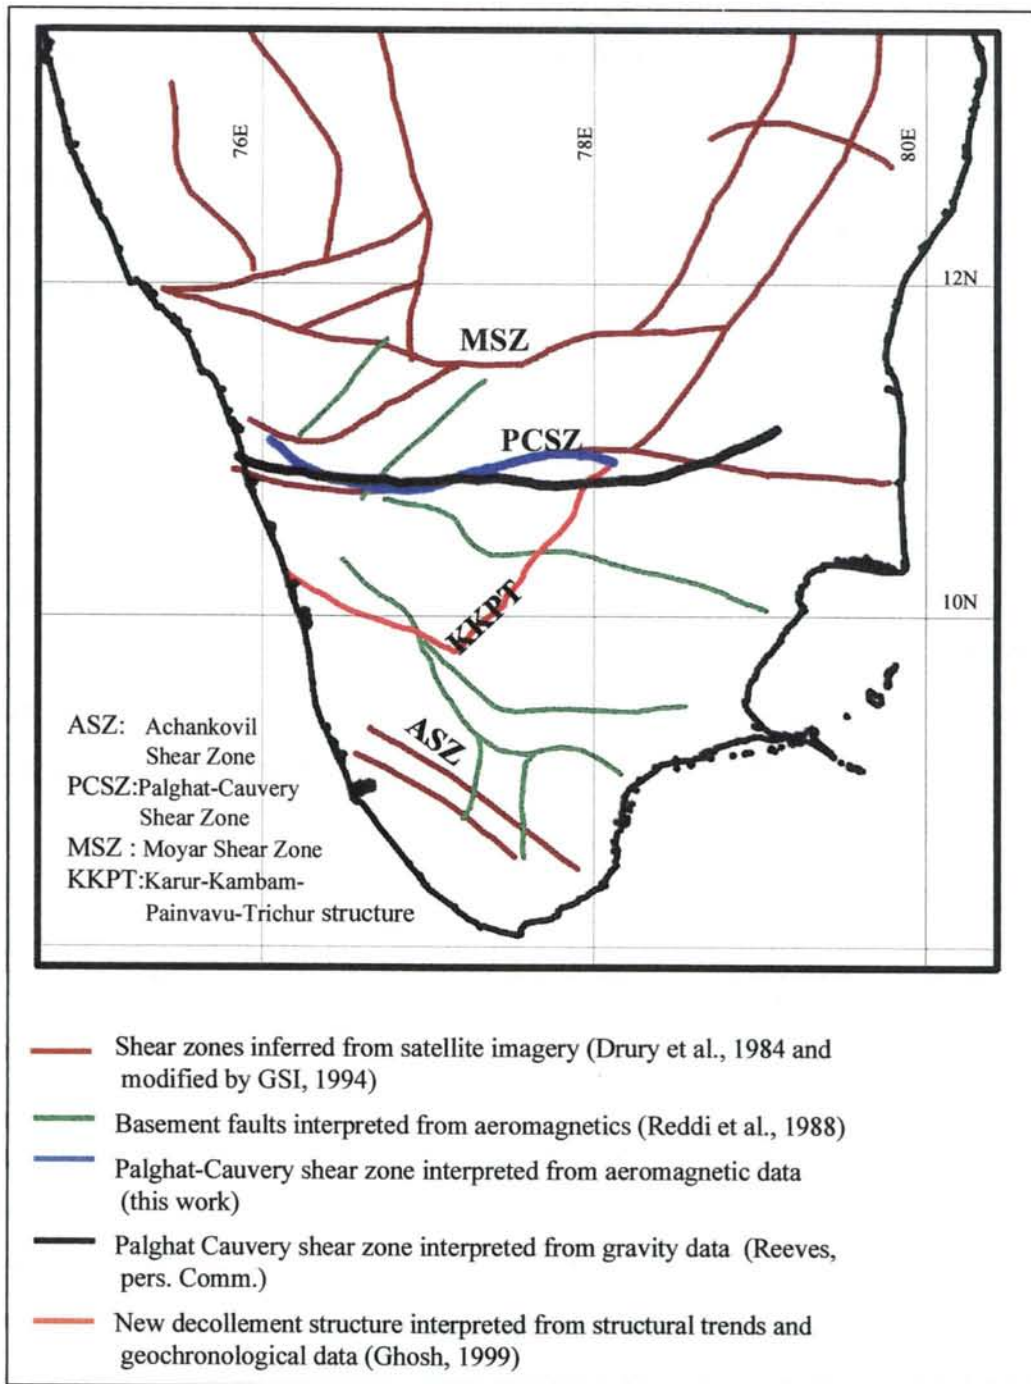 76E
78E
80E
12N
MSZ
PCSZ
10N
KKPT
ASZ
ASZ: Achankovil
Shear Zone
PCSZ:Palghat-Cauvery
Shear Zone
MSZ : Moyar Shear Zone
KKPT:Karur-Kambam-
Painvavu-Trichur structure
Shear zones inferred from satellite imagery (Drury et al., 1984 and
modified by GSI, 1994)
Basement faults interpreted from aeromagnetics (Reddi et al., 1988)
Palghat-Cauvery shear zone interpreted from aeromagnetic data
(this work)
Palghat Cauvery shear zone interpreted from gravity data (Reeves,
pers. Comm.)
New decollement structure interpreted from structural trends and
geochronological data (Ghosh, 1999)